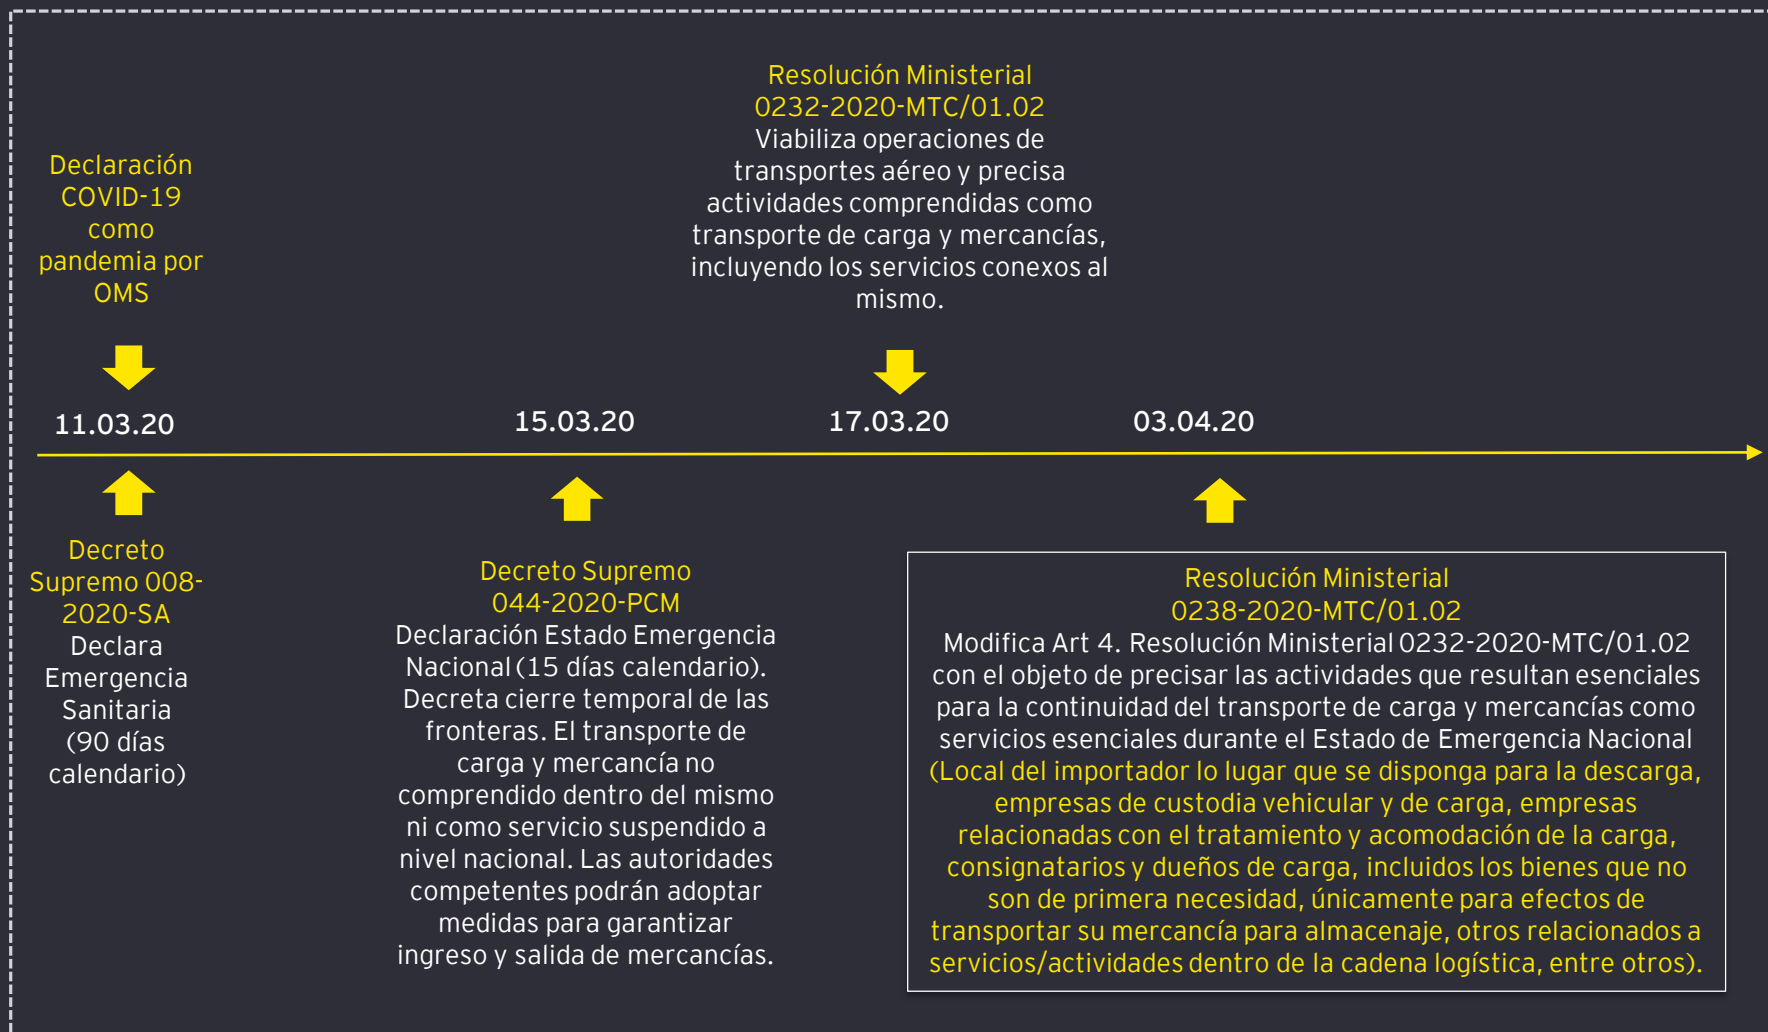 Resolución Ministerial
0232-2020-MTC/01.02
Viabiliza operaciones de
transportes aéreo y precisa
actividades comprendidas como
transporte de carga y mercancías,
incluyendo los servicios conexos al
mismo.
Declaración
COVID-19
como
pandemia por
OMS
11.03.20
15.03.20
17.03.20
03.04.20
Decreto
Supremo 008-
2020-SA
Declara
Emergencia
Sanitaria
(90 días
calendario)
Decreto Supremo
044-2020-PCM
Declaración Estado Emergencia
Nacional (15 días calendario).
Decreta cierre temporal de las
fronteras. El transporte de
carga y mercancía no
comprendido dentro del mismo
ni como servicio suspendido a
nivel nacional. Las autoridades
competentes podrán adoptar
medidas para garantizar
ingreso y salida de mercancías.
Resolución Ministerial
0238-2020-MTC/01.02
Modifica Art 4. Resolución Ministerial 0232-2020-MTC/01.02
con el objeto de precisar las actividades que resultan esenciales
para la continuidad del transporte de carga y mercancías como
servicios esenciales durante el Estado de Emergencia Nacional
(Local del importador lo lugar que se disponga para la descarga,
empresas de custodia vehicular y de carga, empresas
relacionadas con el tratamiento y acomodación de la carga,
consignatarios y dueños de carga, incluidos los bienes que no
son de primera necesidad, únicamente para efectos de
transportar su mercancía para almacenaje, otros relacionados a
servicios/actividades dentro de la cadena logística, entre otros).